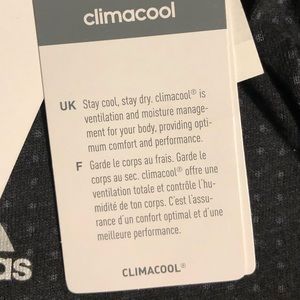 climacool
UK Stay cool, stay dry. climacool® is
ventilation and moisture manage-
ment for your body, providing opti-
mum comfort and performance.
F Garde le corps au frais. Garde le
corps au sec. climacool® offre une
ventilation totale et contrôle l'hu-
midité de ton corps. C'est l'assu-
rance d'un confort optimal et d'une
meilleure performance.
CLIMACOOL®
das